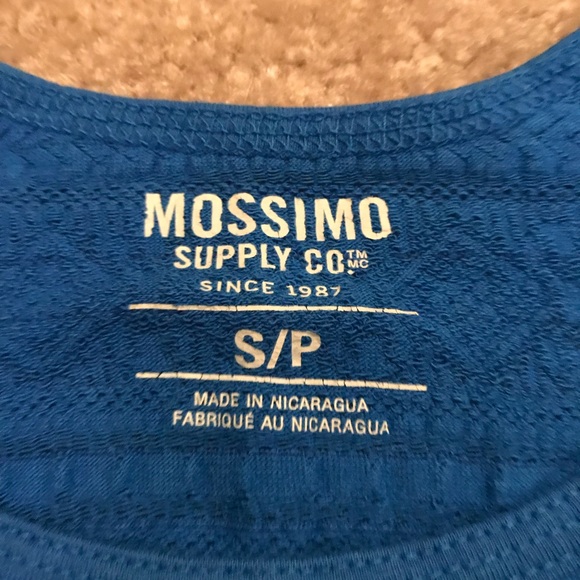 MOSSIMO
SUPPLY CO.™ MC
SINCE 1987
S/P
MADE IN NICARAGUA
FABRIQUÉ AU NICARAGUA